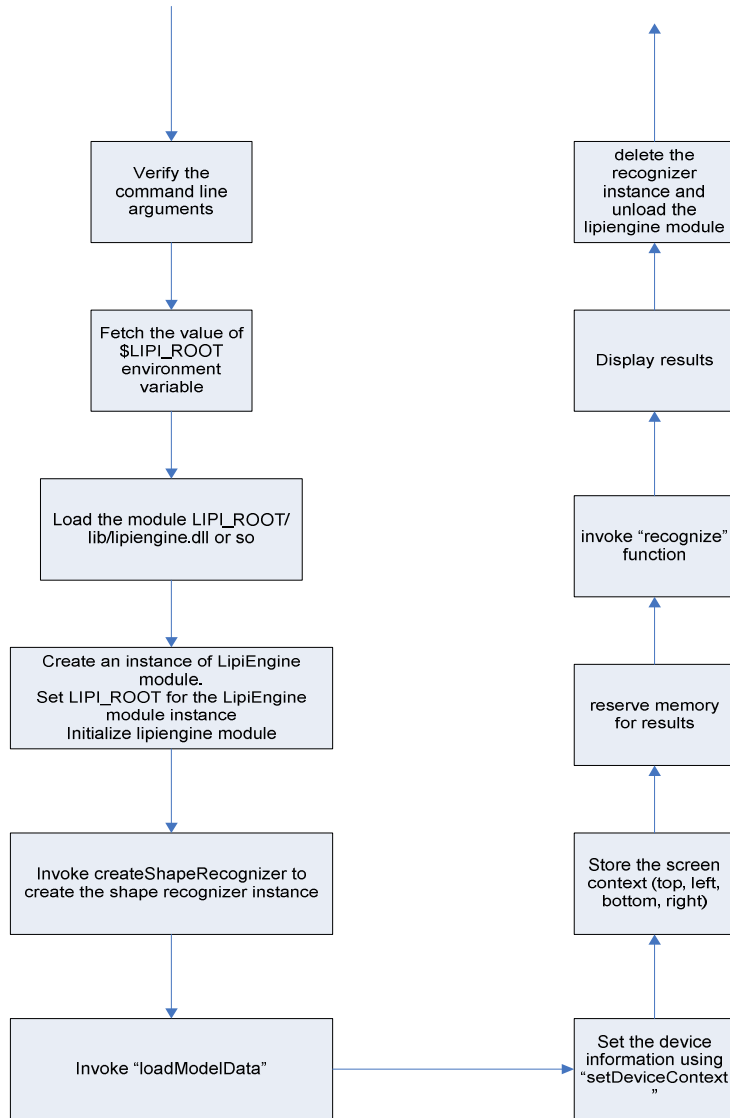 Verify the
command line
arguments
Fetch the value of
$LIPI_ROOT
environment
variable
Load the module LIPI_ROOT/
lib/lipiengine.dll or so
Create an instance of LipiEngine
module.
Set LIPI_ROOT for the LipiEngine
module instance
Initialize lipiengine module
Invoke createShapeRecognizer to
create the shape recognizer instance
Invoke “loadModelData”
Set the device
information using
“setDeviceContext
”
Store the screen
context (top, left,
bottom, right)
reserve memory
for results
invoke “recognize”
function
Display results
delete the
recognizer
instance and
unload the
lipiengine module